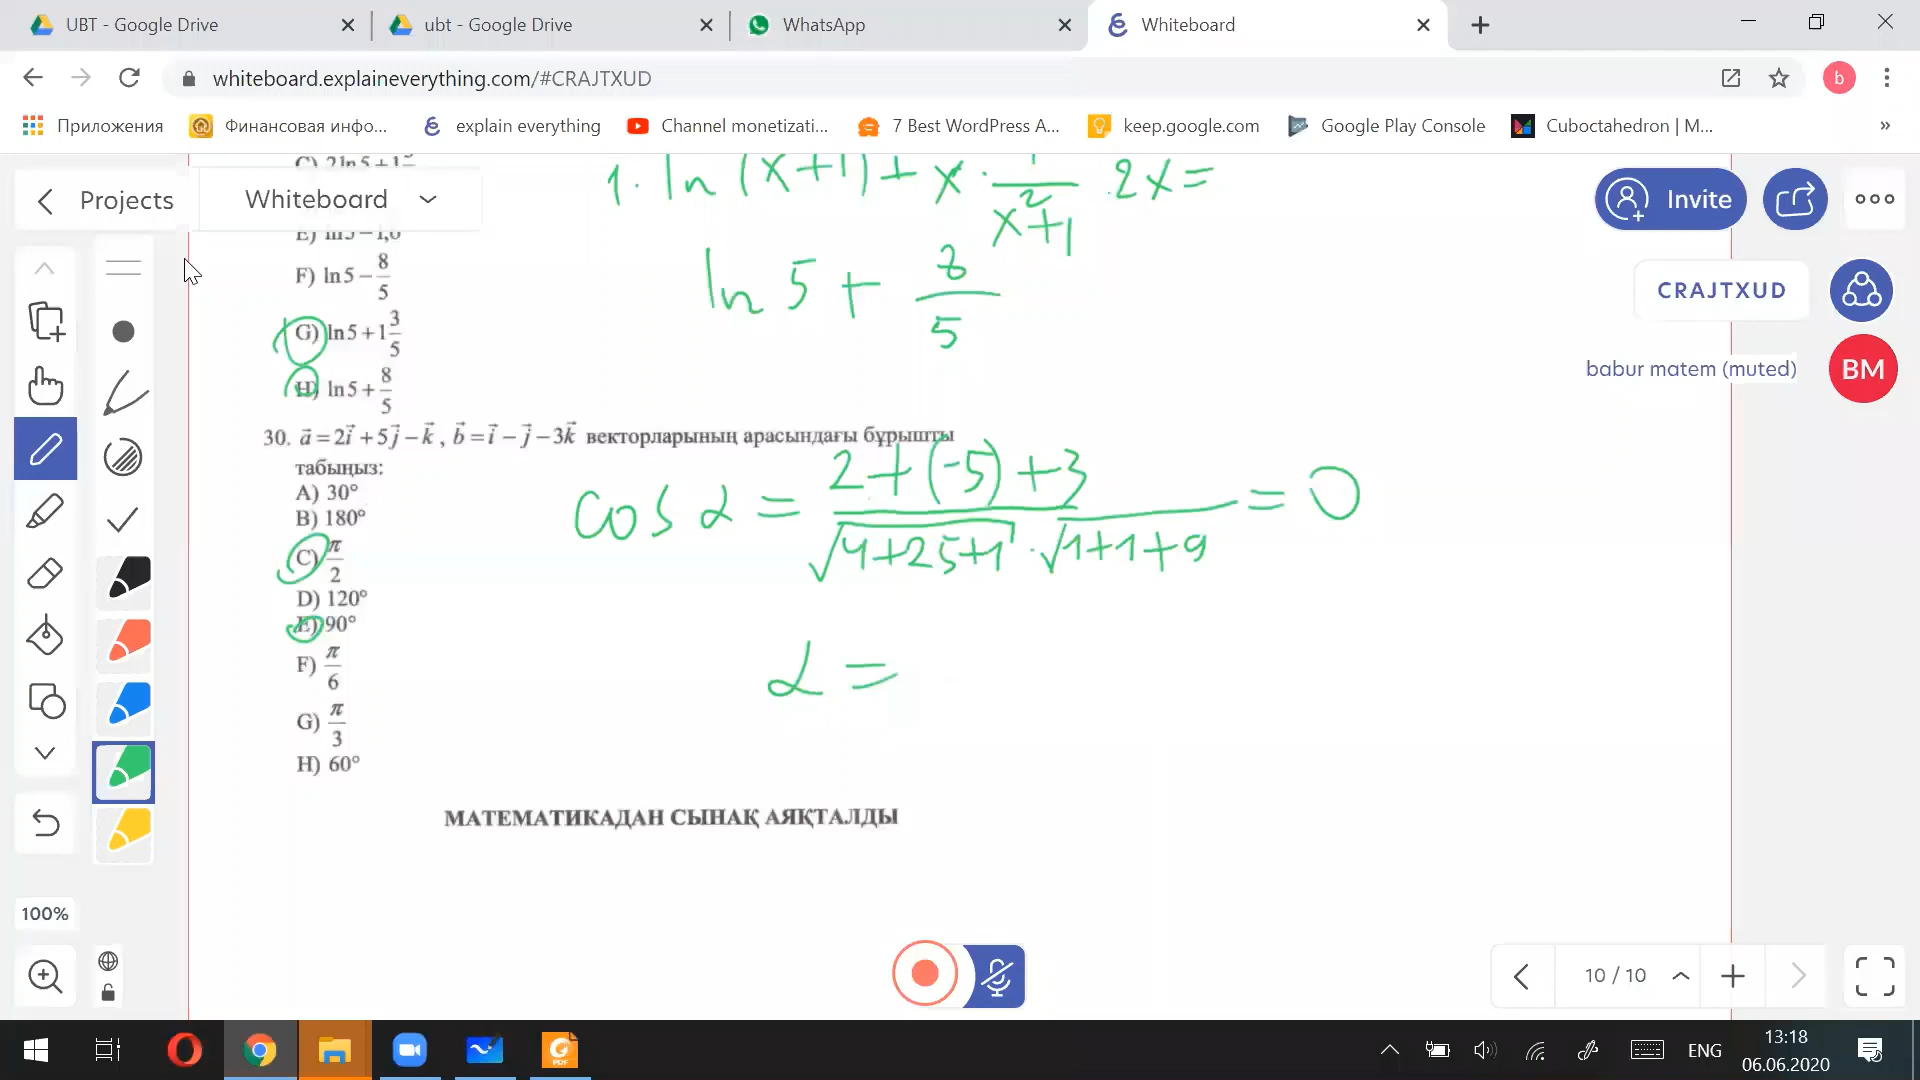 UBT - Google Drive
ubt - Google Drive
WhatsApp
Whiteboard
whiteboard.explaineverything.com/#CRAJTXUD
b
Приложения
Финансовая инфо...
explain everything
Channel monetizati...
7 Best WordPress A...
keep.google.com
Google Play Console
Cuboctahedron | M...
»
Projects
Whiteboard
Invite
CRAJTXUD
babur matem (muted)
BM
1. ln (x+1) + x · 1/(x²+1) · 2x =
ln 5 + 8/5
F) ln5 − 8/5
G) ln5 + 1 3/5
H) ln5 + 8/5
30. a⃗ = 2i⃗ + 5j⃗ − k⃗ , b⃗ = i⃗ − j⃗ − 3k⃗ векторларының арасындағы бұрышты
табыңыз:
A) 30°
B) 180°
C) π/2
D) 120°
E) 90°
F) π/6
G) π/3
H) 60°
cos α = (2+(-5)+3)/(√4+25+1 · √1+1+9) = 0
α =
МАТЕМАТИКАДАН СЫНАҚ АЯҚТАЛДЫ
100%
10 / 10
PDF
ENG
13:18
06.06.2020